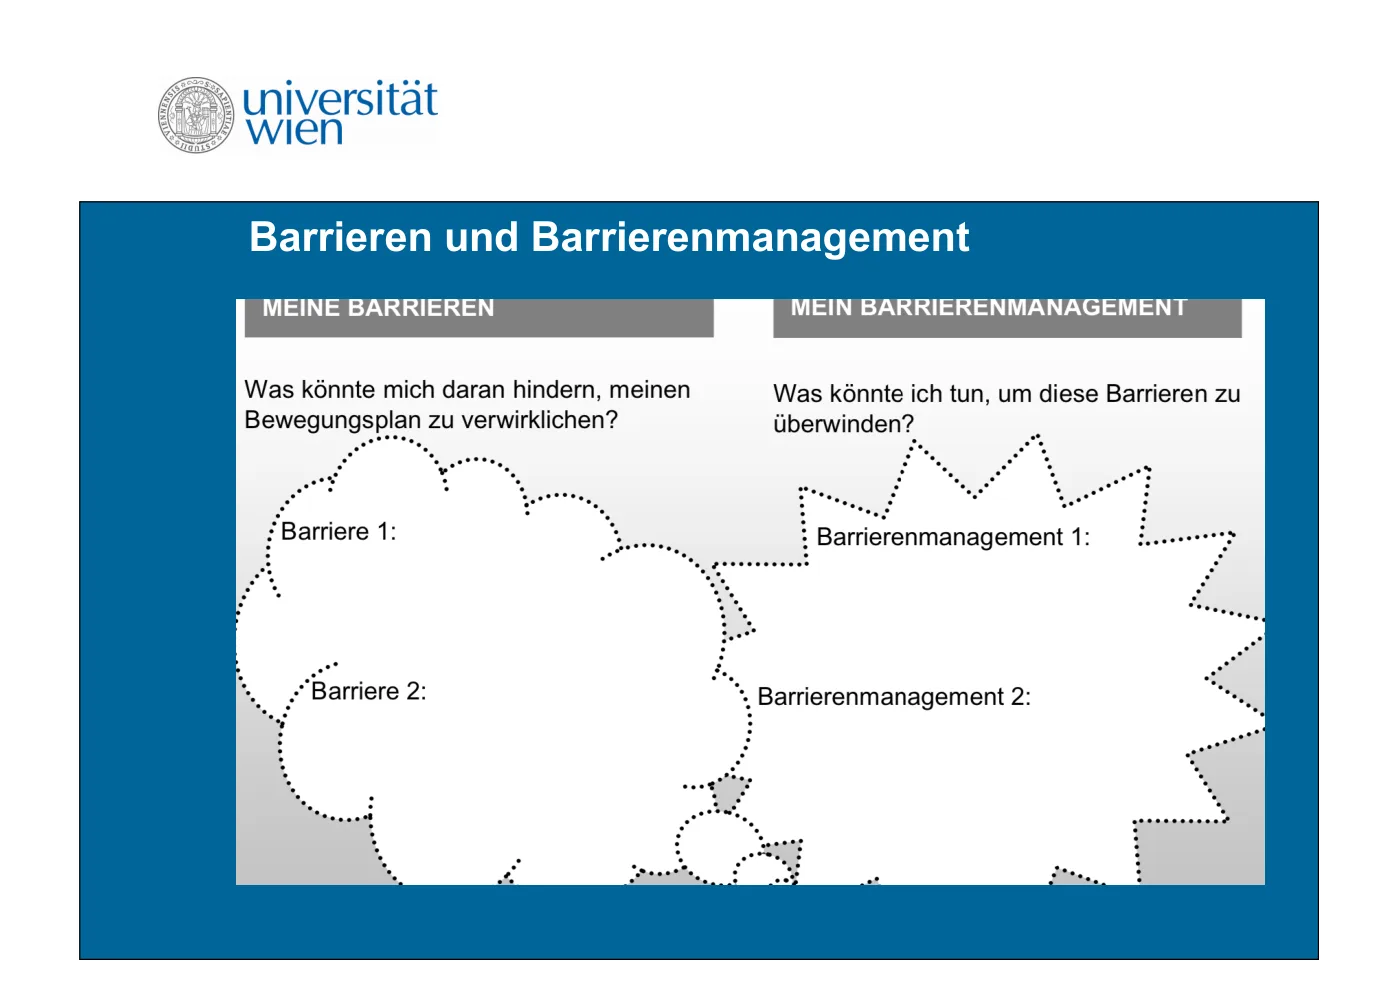 universität
wien
Barrieren und Barrierenmanagement
MEINE BARRIEREN
MEIN BARRIERENMANAGEMENT
Was könnte mich daran hindern, meinen
Bewegungsplan zu verwirklichen?
Was könnte ich tun, um diese Barrieren zu
überwinden?
Barriere 1:
Barrierenmanagement 1:
Barriere 2:
Barrierenmanagement 2: